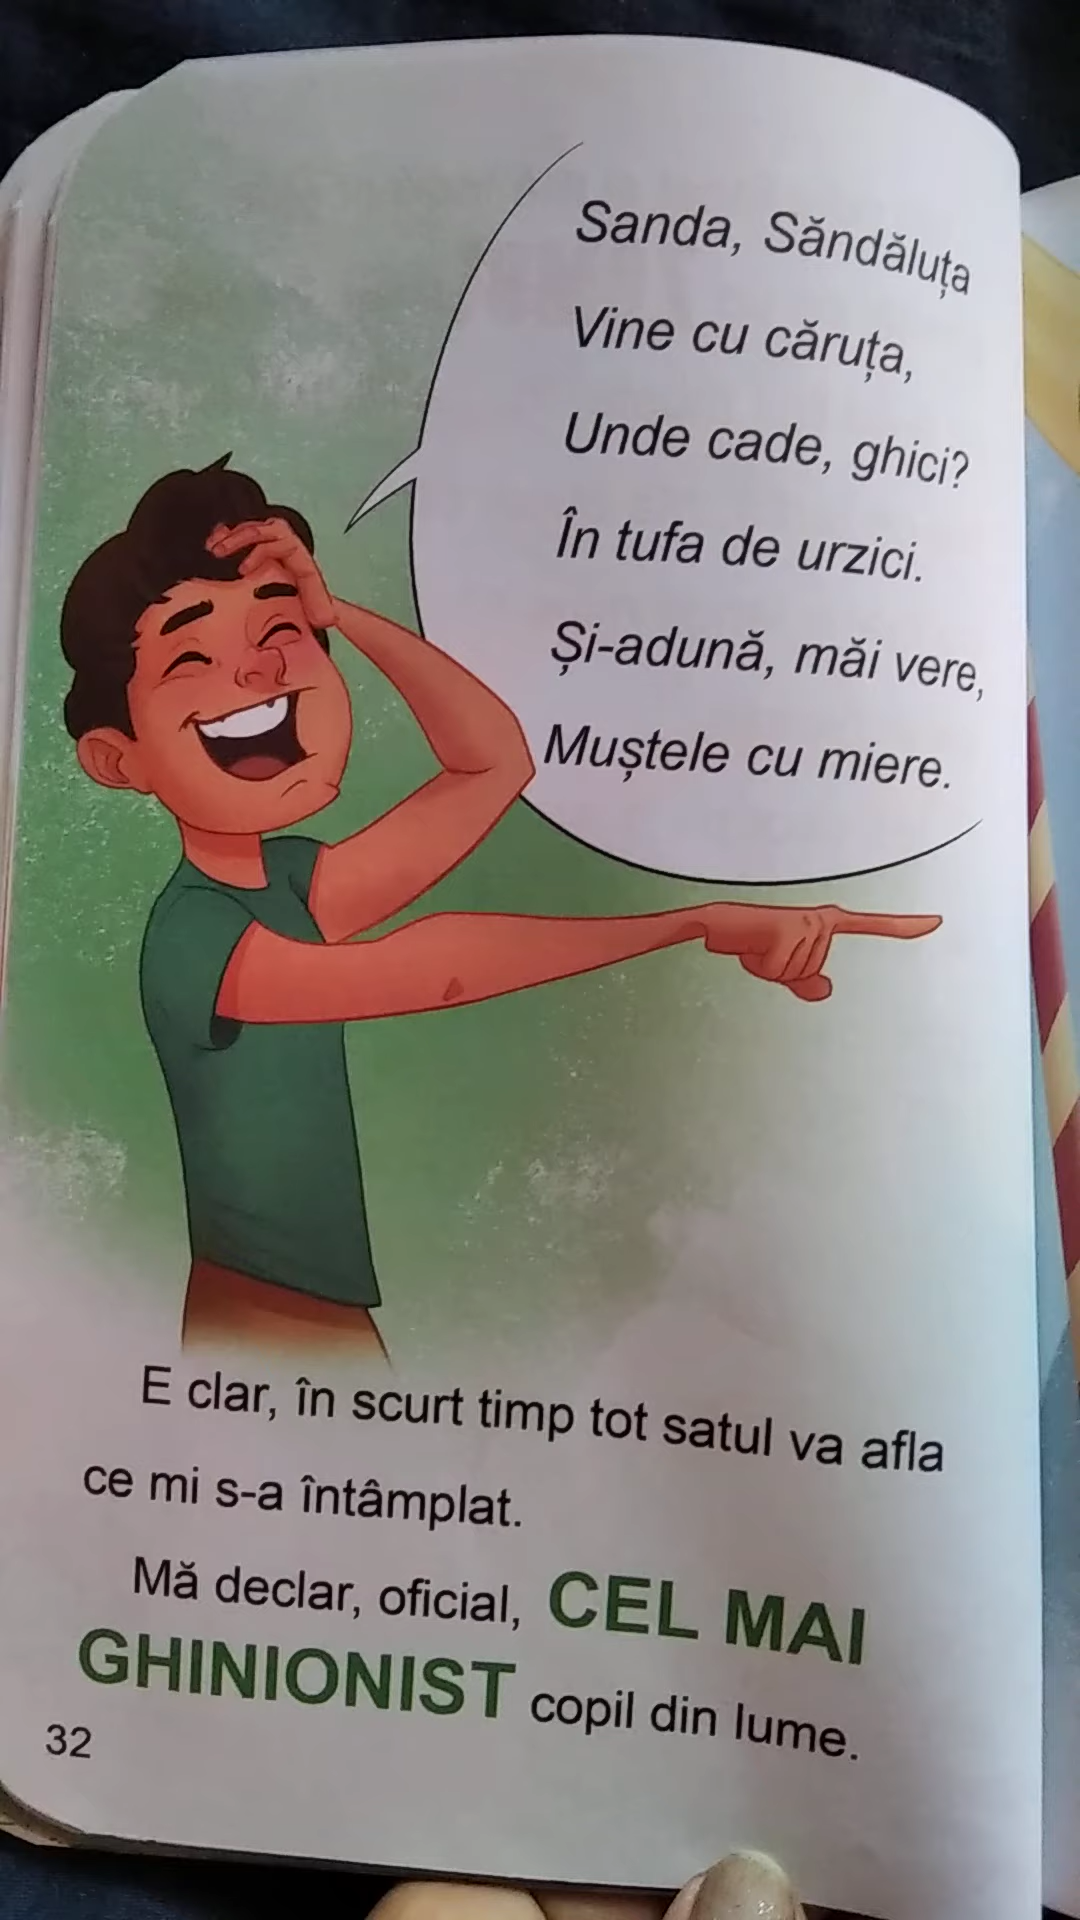 Sanda, Săndăluța
Vine cu căruța,
Unde cade, ghici?
În tufa de urzici.
Și-adună, măi vere,
Muștele cu miere.
E clar, în scurt timp tot satul va afla
ce mi s-a întâmplat.
Mă declar, oficial, CEL MAI
GHINIONIST copil din lume.
32